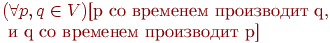 (∀p, q ∈ V)[p со временем производит q,
и q со временем производит p]